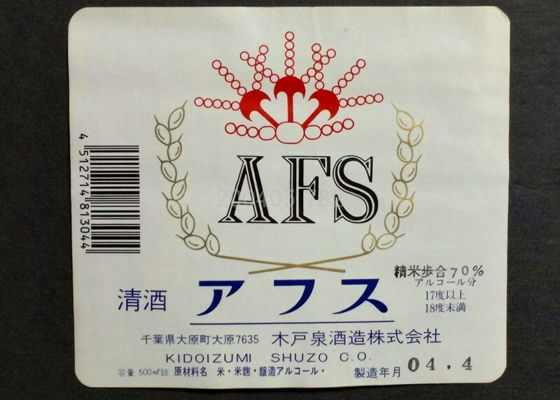 4 512714 813044
AFS
清酒 アフス
精米歩合70%
アルコール分
17度以上
18度未満
千葉県大原町大原7635 木戸泉酒造株式会社
KIDOIZUMI SHUZO C.O.
容量 500ml詰 原材料名 米・米麹・醸造アルコール・ 製造年月 04.4